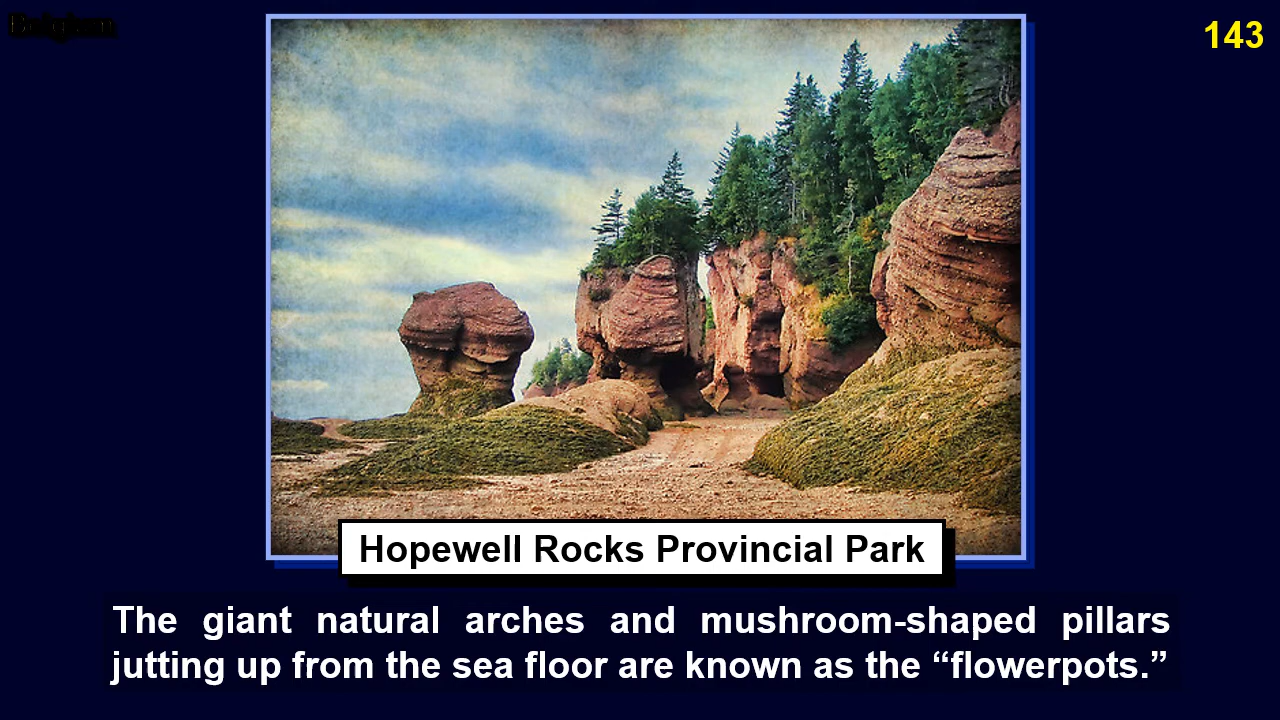 Belgium
143
Hopewell Rocks Provincial Park
The giant natural arches and mushroom-shaped pillars
jutting up from the sea floor are known as the “flowerpots.”